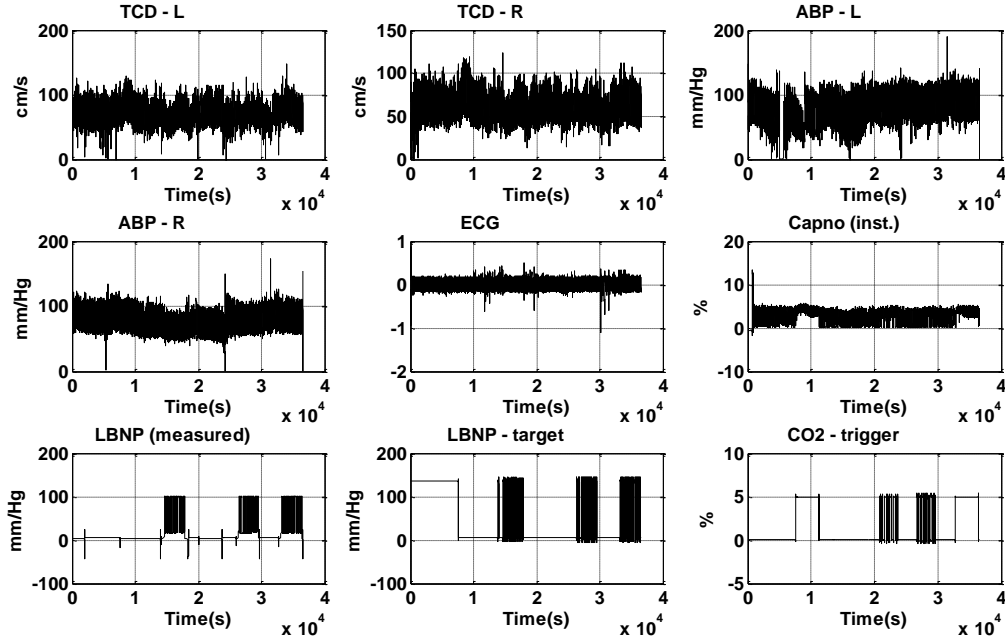 TCD - L
TCD - R
ABP - L
200
100
0
cm/s
0 1 2 3 4
Time(s)
x 10^4
150
100
50
0
cm/s
0 1 2 3 4
Time(s)
x 10^4
200
100
0
mm/Hg
0 1 2 3 4
Time(s)
x 10^4
ABP - R
ECG
Capno (inst.)
200
100
0
mm/Hg
0 1 2 3 4
Time(s)
x 10^4
1
0
-1
-2
0 1 2 3 4
Time(s)
x 10^4
20
10
0
-10
%
0 1 2 3 4
Time(s)
x 10^4
LBNP (measured)
LBNP - target
CO2 - trigger
200
100
0
-100
mm/Hg
0 1 2 3 4
Time(s)
x 10^4
200
100
0
-100
mm/Hg
0 1 2 3 4
Time(s)
x 10^4
10
5
0
-5
%
0 1 2 3 4
Time(s)
x 10^4